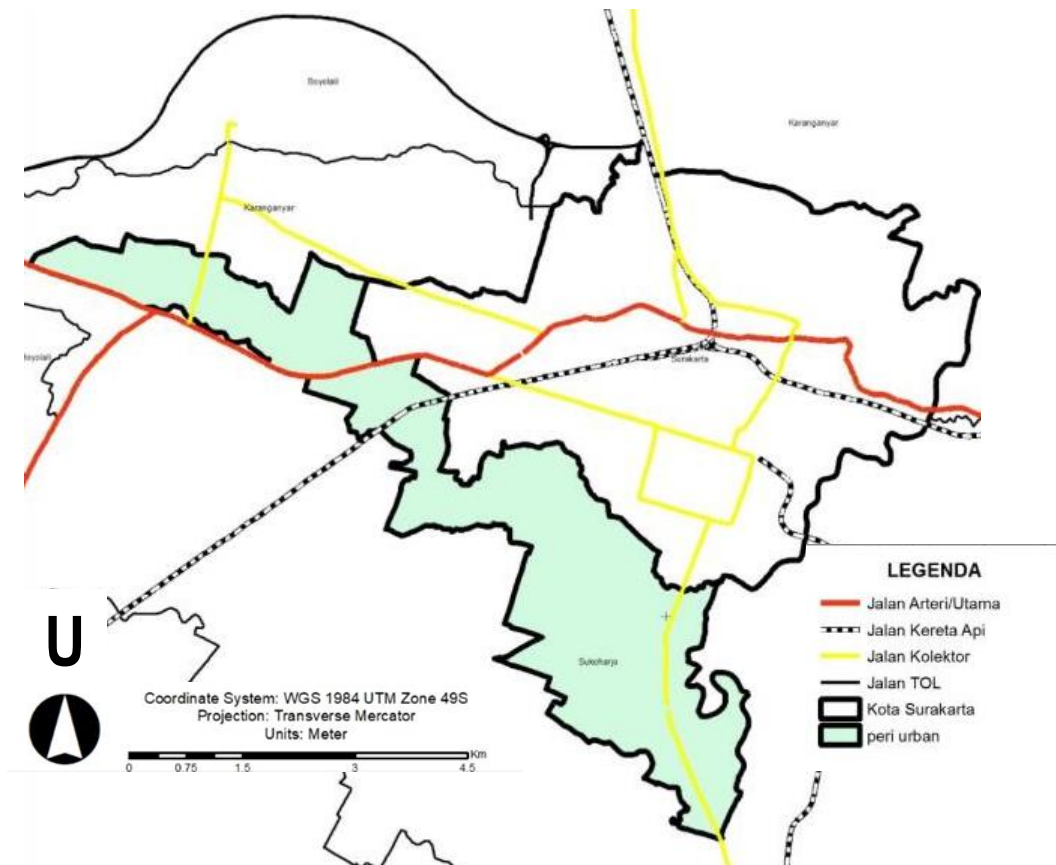 Boyolali
Karanganyar
Karanganyar
Surakarta
Sukoharja
U
Coordinate System: WGS 1984 UTM Zone 49S
Projection: Transverse Mercator
Units: Meter
0 0.75 1.5 3 4.5 Km
LEGENDA
Jalan Arteri/Utama
Jalan Kereta Api
Jalan Kolektor
Jalan TOL
Kota Surakarta
peri urban